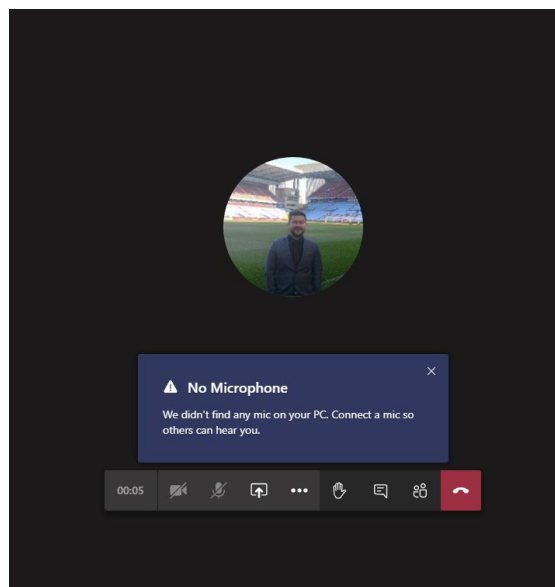 No Microphone
We didn't find any mic on your PC. Connect a mic so
others can hear you.
00:05